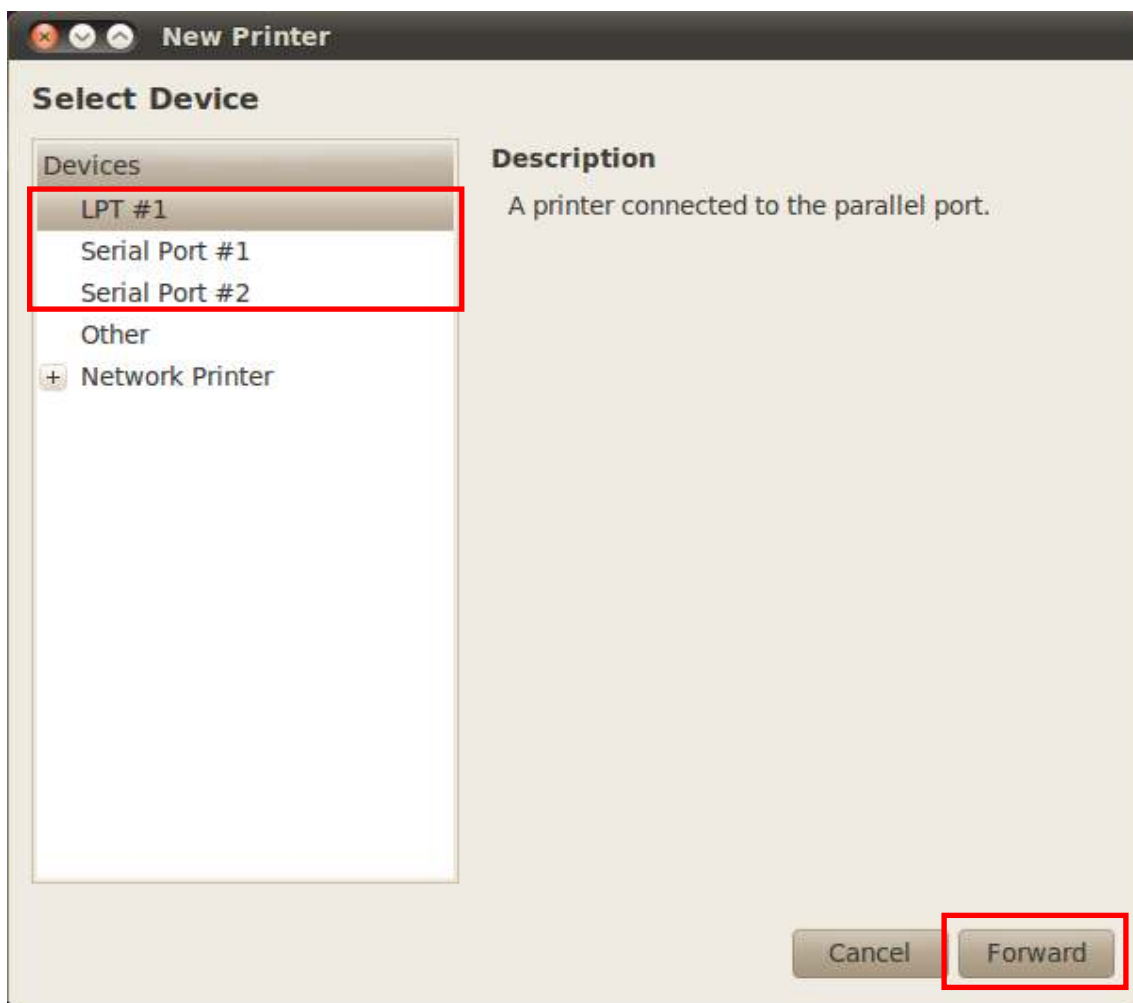 New Printer
Select Device
Devices
LPT #1
Serial Port #1
Serial Port #2
Other
Network Printer
Description
A printer connected to the parallel port.
Cancel
Forward